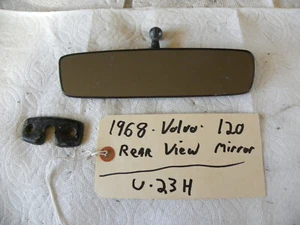 1968 · Volvo · 120
REAR View Mirror
U·23H